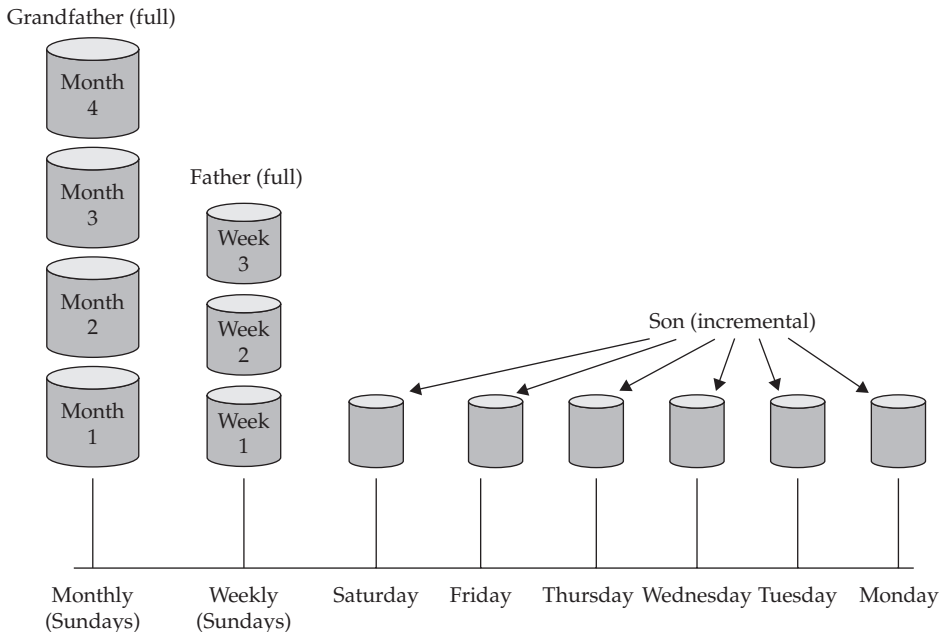 Grandfather (full)
Month
4
Month
3
Month
2
Month
1
Father (full)
Week
3
Week
2
Week
1
Son (incremental)
Monthly
(Sundays)
Weekly
(Sundays)
Saturday
Friday
Thursday
Wednesday
Tuesday
Monday